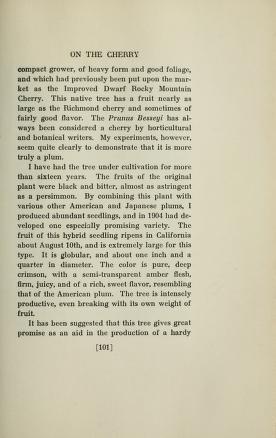 ON THE CHERRY
compact grower, of heavy form and good foliage,
and which had previously been put upon the mar-
ket as the Improved Dwarf Rocky Mountain
Cherry. This native tree has a fruit nearly as
large as the Richmond cherry and sometimes of
fairly good flavor. The Prunus Besseyi has al-
ways been considered a cherry by horticultural
and botanical writers. My experiments, however,
seem quite clearly to demonstrate that it is more
truly a plum.
I have had the tree under cultivation for more
than sixteen years. The fruits of the original
plant were black and bitter, almost as astringent
as a persimmon. By combining this plant with
various other American and Japanese plums, I
produced abundant seedlings, and in 1904 had de-
veloped one especially promising variety. The
fruit of this hybrid seedling ripens in California
about August 10th, and is extremely large for this
type. It is globular, and about one inch and a
quarter in diameter. The color is pure, deep
crimson, with a semi-transparent amber flesh,
firm, juicy, and of a rich, sweet flavor, resembling
that of the American plum. The tree is intensely
productive, even breaking with its own weight of
fruit.
It has been suggested that this tree gives great
promise as an aid in the production of a hardy
[101]